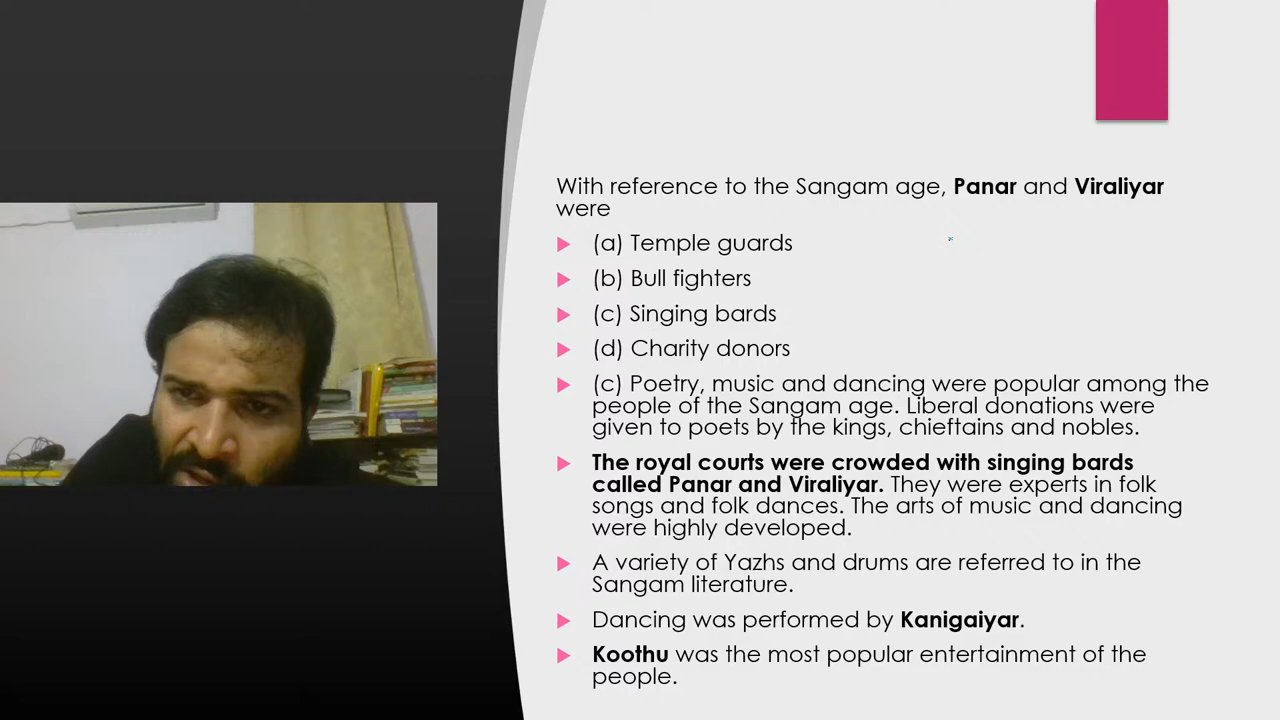 With reference to the Sangam age, Panar and Viraliyar
were
(a) Temple guards
(b) Bull fighters
(c) Singing bards
(d) Charity donors
(c) Poetry, music and dancing were popular among the
people of the Sangam age. Liberal donations were
given to poets by the kings, chieftains and nobles.
The royal courts were crowded with singing bards
called Panar and Viraliyar. They were experts in folk
songs and folk dances. The arts of music and dancing
were highly developed.
A variety of Yazhs and drums are referred to in the
Sangam literature.
Dancing was performed by Kanigaiyar.
Koothu was the most popular entertainment of the
people.